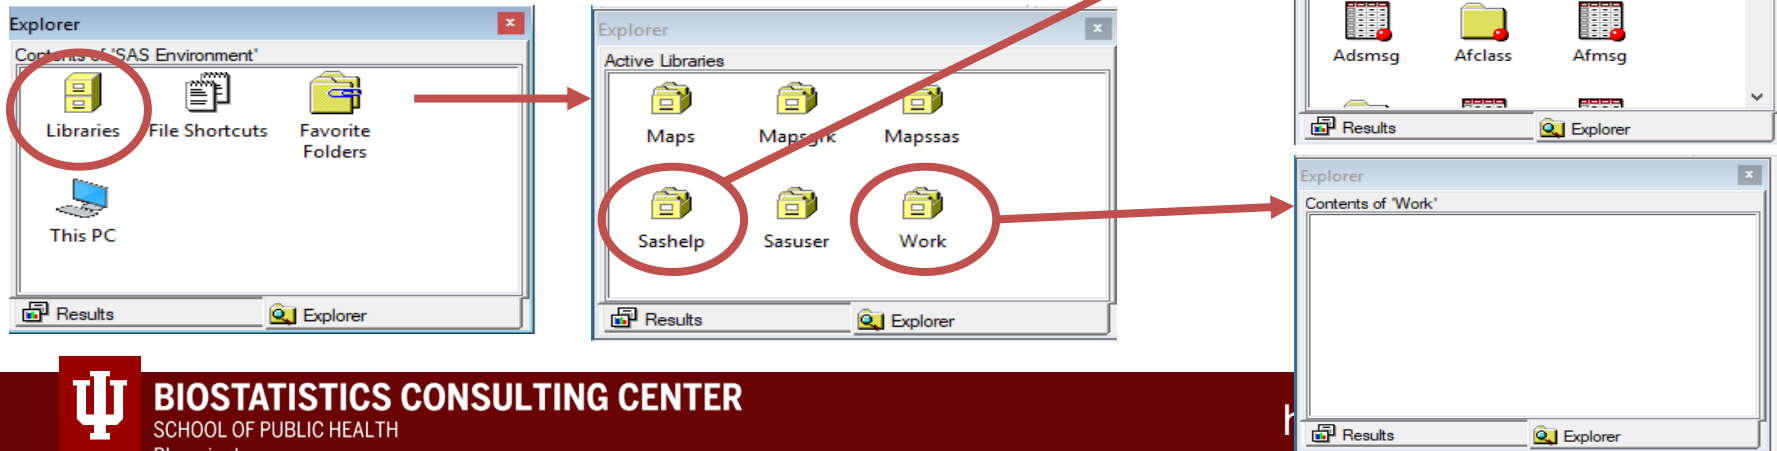 Explorer
Contents of 'SAS Environment'
Libraries
File Shortcuts
Favorite
Folders
This PC
Results
Explorer
Explorer
Active Libraries
Maps
Mapsgfk
Mapssas
Sashelp
Sasuser
Work
Results
Explorer
Adsmsg
Afclass
Afmsg
Results
Explorer
Explorer
Contents of 'Work'
Results
Explorer
BIOSTATISTICS CONSULTING CENTER
SCHOOL OF PUBLIC HEALTH